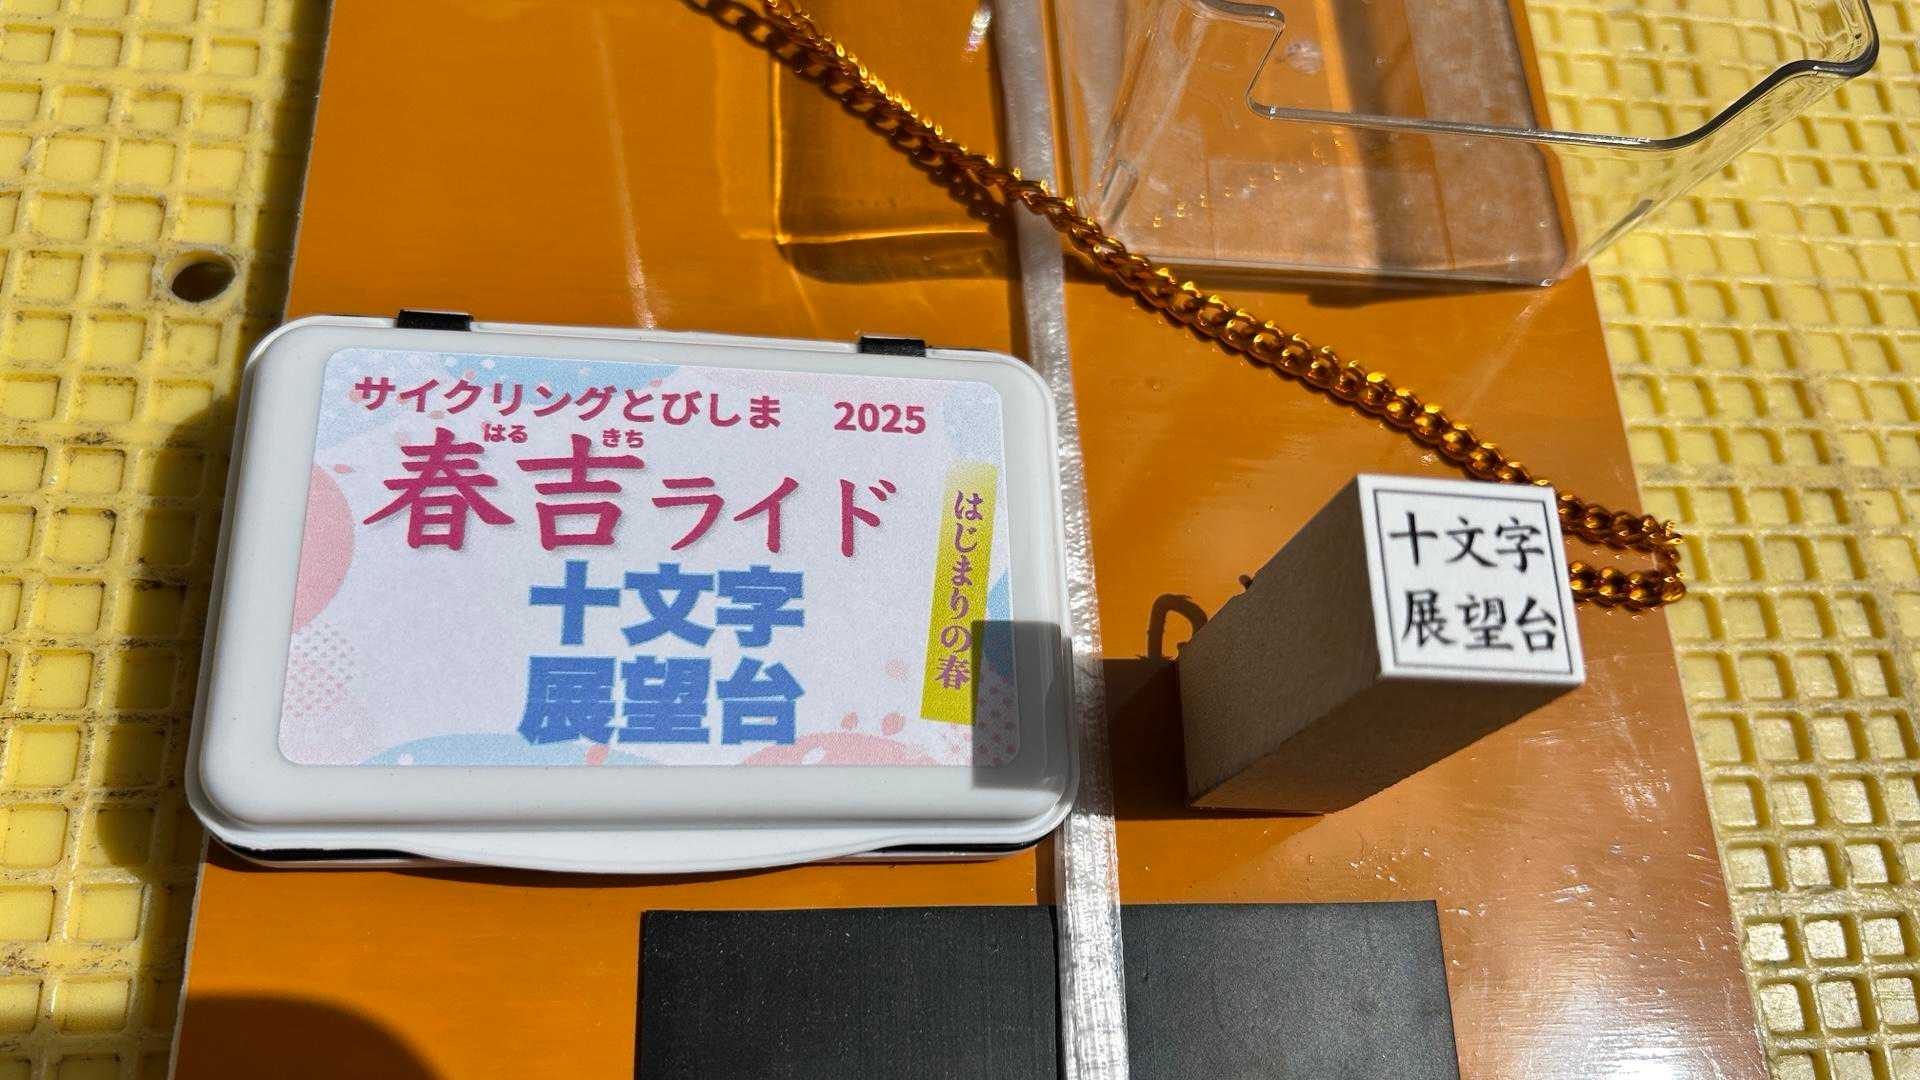 サイクリングとびしま 2025
はる きち
春吉ライド
はじまりの春
十文字
展望台
十文字
展望台